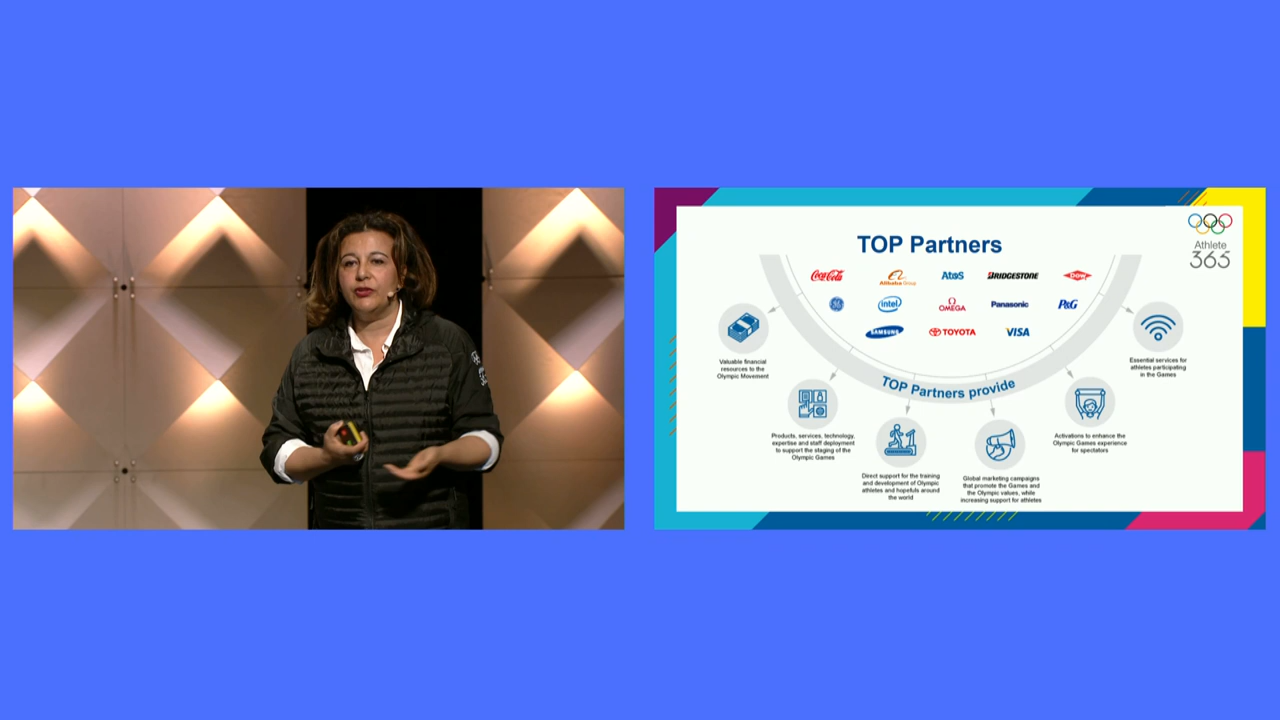 TOP Partners
Athlete
365
Coca-Cola
Alibaba Group
Atos
BRIDGESTONE
Dow
GE
intel
OMEGA
Panasonic
P&G
SAMSUNG
TOYOTA
VISA
TOP Partners provide
Valuable financial
resources to the
Olympic Movement
Products, services, technology,
expertise and staff deployment
to support the staging of the
Olympic Games
Direct support for the training
and development of Olympic
athletes and hopefuls around
the world
Global marketing campaigns
that promote the Games and
the Olympic values, while
increasing support for athletes
Activations to enhance the
Olympic Games experience
for spectators
Essential services for
athletes participating
in the Games